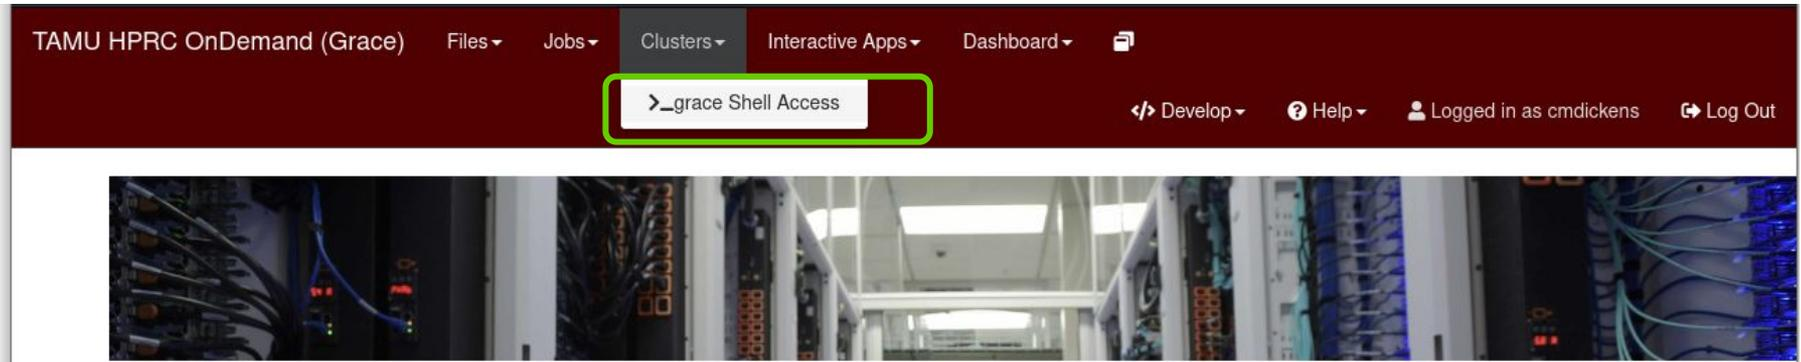 TAMU HPRC OnDemand (Grace) Files Jobs Clusters Interactive Apps Dashboard
>_grace Shell Access
</> Develop Help Logged in as cmdickens Log Out